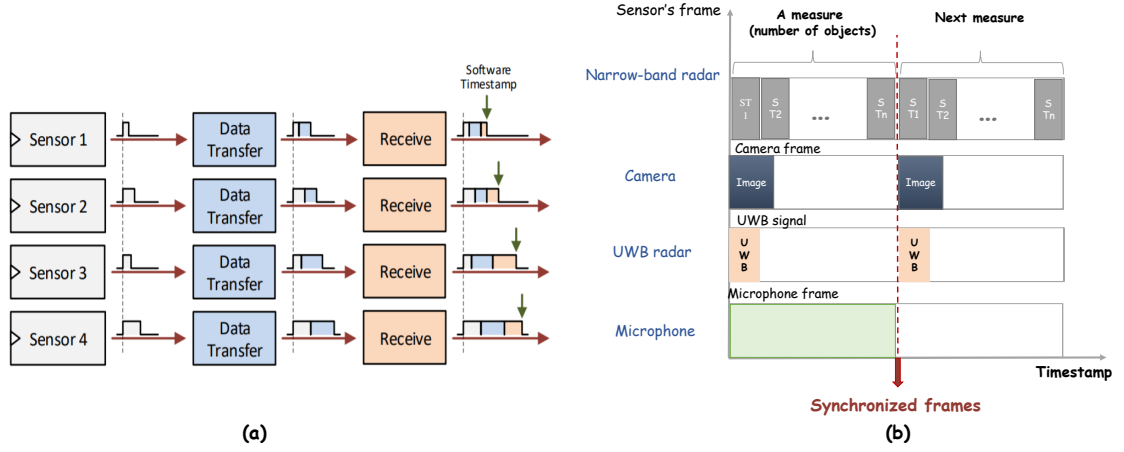 Software
Timestamp
Sensor 1
Data
Transfer
Receive
Sensor 2
Data
Transfer
Receive
Sensor 3
Data
Transfer
Receive
Sensor 4
Data
Transfer
Receive
(a)
Sensor's frame
A measure
(number of objects)
Next measure
Narrow-band radar
ST
1
S
T2
...
S
Tn
S
T1
S
T2
...
S
Tn
Camera frame
Camera
Image
Image
UWB signal
UWB radar
U
W
B
U
W
B
Microphone frame
Microphone
Timestamp
Synchronized frames
(b)